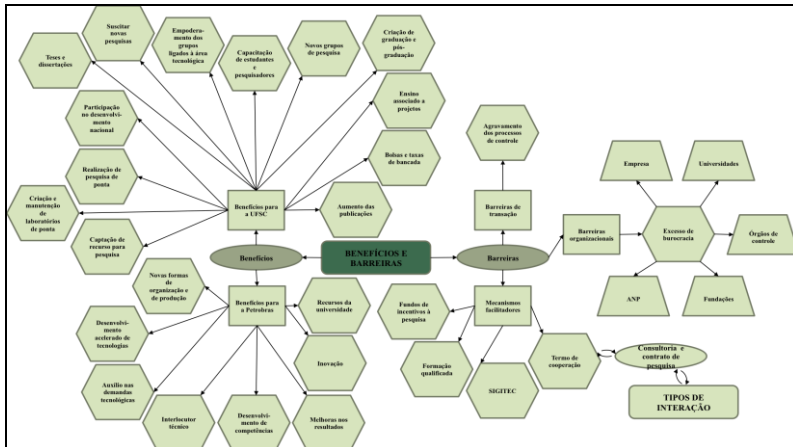 Suscitar
novas
pesquisas
Empodera-
mento dos
grupos
ligados à área
tecnológica
Capacitação
de estudantes
e
pesquisadores
Novos grupos
de pesquisa
Criação de
graduação e
pós-
graduação
Teses e
dissertações
Ensino
associado a
projetos
Participação
no desenvolvi-
mento
nacional
Bolsas e taxas
de bancada
Realização de
pesquisa de
ponta
Criação e
manutenção
de
laboratórios
de ponta
Benefícios para
a UFSC
Aumento das
publicações
Captação de
recurso para
pesquisa
Agravamento
dos processos
de controle
Barreiras de
transação
Empresa
Universidades
Barreiras
organizacionais
Excesso de
burocracia
Órgãos de
controle
ANP
Fundações
Benefícios
BENEFÍCIOS E
BARREIRAS
Barreiras
Novas formas
de
organização e
de produção
Benefícios para
a Petrobras
Recursos da
universidade
Fundos de
incentivos à
pesquisa
Mecanismos
facilitadores
Desenvolvi-
mento
acelerado de
tecnologias
Inovação
Formação
qualificada
Termo de
cooperação
Consultoria e
contrato de
pesquisa
Auxílio nas
demandas
tecnológicas
SIGITEC
TIPOS DE
INTERAÇÃO
Interlocutor
técnico
Desenvolvi-
mento de
competências
Melhoras nos
resultados